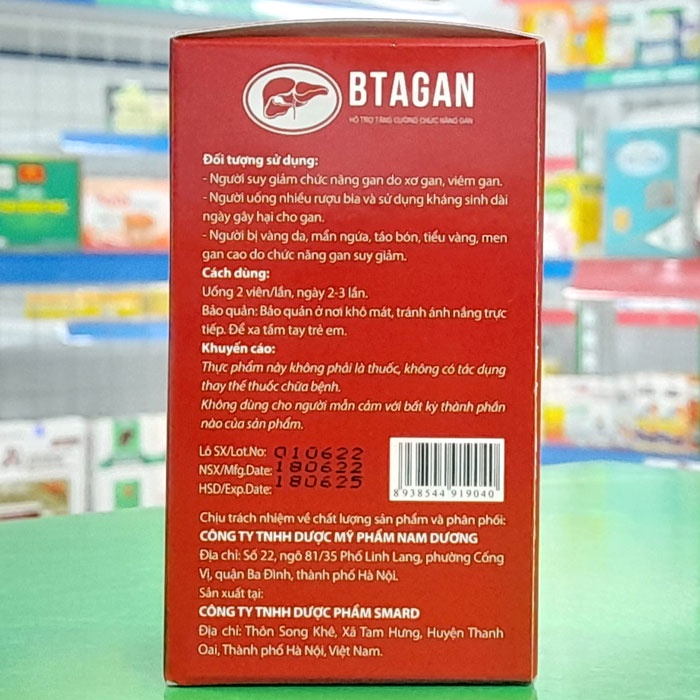 BTAGAN
HỖ TRỢ TĂNG CƯỜNG CHỨC NĂNG GAN
Đối tượng sử dụng:
- Người suy giảm chức năng gan do xơ gan, viêm gan.
- Người uống nhiều rượu bia và sử dụng kháng sinh dài
ngày gây hại cho gan.
- Người bị vàng da, mẩn ngứa, táo bón, tiểu vàng, men
gan cao do chức năng gan suy giảm.
Cách dùng:
Uống 2 viên/lần, ngày 2-3 lần.
Bảo quản: Bảo quản ở nơi khô mát, tránh ánh nắng trực
tiếp. Để xa tầm tay trẻ em.
Khuyến cáo:
Thực phẩm này không phải là thuốc, không có tác dụng
thay thế thuốc chữa bệnh.
Không dùng cho người mẫn cảm với bất kỳ thành phần
nào của sản phẩm.
Lô SX/Lot.No: 010622
NSX/Mfg.Date: 180622
HSD/Exp.Date: 180625
8938544 919040
Chịu trách nhiệm về chất lượng sản phẩm và phân phối:
CÔNG TY TNHH DƯỢC MỸ PHẨM NAM DƯƠNG
Địa chỉ: Số 22, ngõ 81/35 Phố Linh Lang, phường Cống
Vị, quận Ba Đình, thành phố Hà Nội.
Sản xuất tại:
CÔNG TY TNHH DƯỢC PHẨM SMARD
Địa chỉ: Thôn Song Khê, Xã Tam Hưng, Huyện Thanh
Oai, Thành phố Hà Nội, Việt Nam.